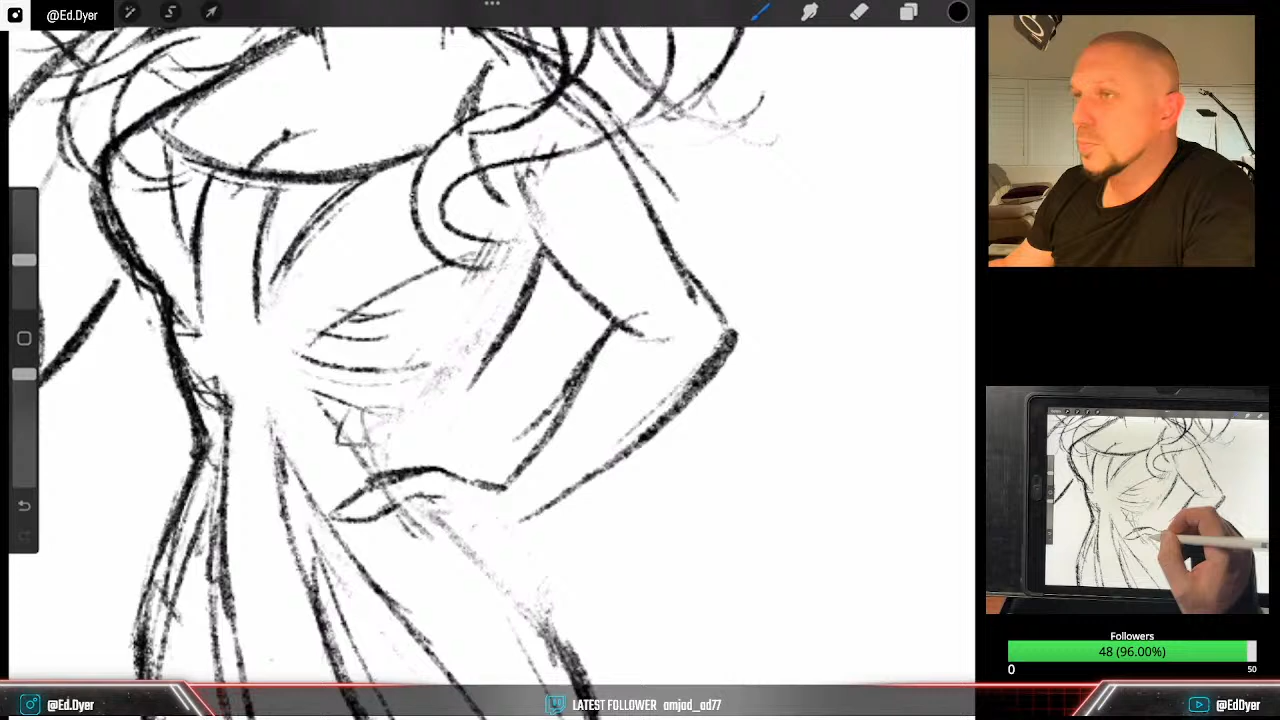 @Ed.Dyer
Followers
48 (96.00%)
0
50
@Ed.Dyer
LATEST FOLLOWER amjad_ad77
@EdDyer